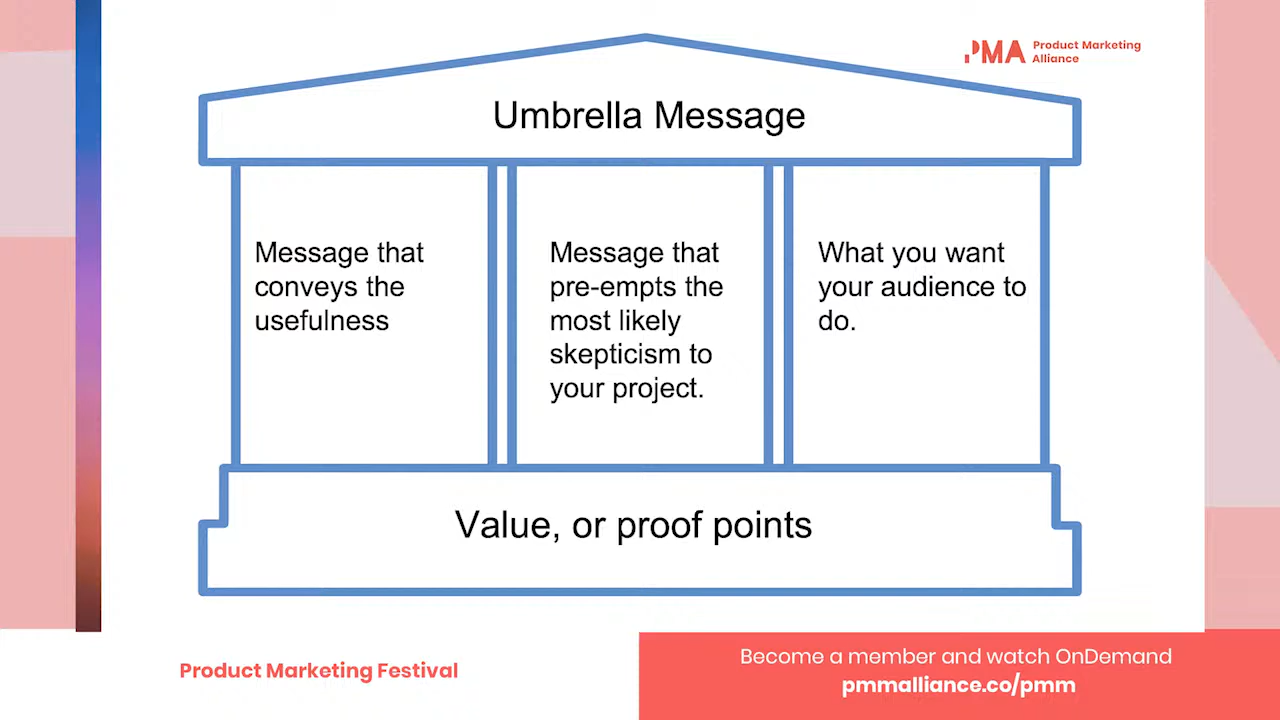 PMA Product Marketing
Alliance
Umbrella Message
Message that
conveys the
usefulness
Message that
pre-empts the
most likely
skepticism to
your project.
What you want
your audience to
do.
Value, or proof points
Product Marketing Festival
Become a member and watch OnDemand
pmmalliance.co/pmm